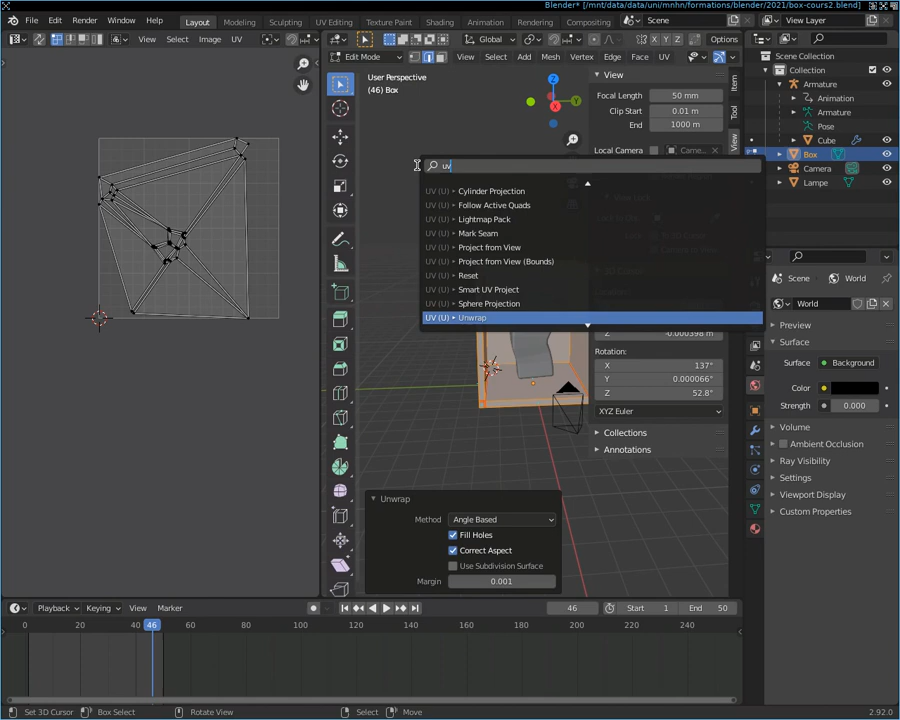 Blender* [/mnt/data/data/uni/mnhn/formations/blender/2021/box-cours2.blend]
File Edit Render Window Help Layout Modeling Sculpting UV Editing Texture Paint Shading Animation Rendering Compositing Scene View Layer
View Select Image UV Global Options
Edit Mode View Select Add Mesh Vertex Edge Face UV
User Perspective
(46) Box
View
Focal Length 50 mm
Clip Start 0.01 m
End 1000 m
Local Camera Came...
Item
Tool
View
Scene Collection
Collection
Armature
Animation
Armature
Pose
Cube
Box
Camera
Lampe
uv
UV (U) ▸ Cylinder Projection
UV (U) ▸ Follow Active Quads
UV (U) ▸ Lightmap Pack
UV (U) ▸ Mark Seam
UV (U) ▸ Project from View
UV (U) ▸ Project from View (Bounds)
UV (U) ▸ Reset
UV (U) ▸ Smart UV Project
UV (U) ▸ Sphere Projection
UV (U) ▸ Unwrap
-0.000398 m
Rotation:
X 137°
Y 0.000066°
Z 52.8°
XYZ Euler
Collections
Annotations
Scene World
World
Preview
Surface
Surface Background
Color
Strength 0.000
Volume
Ambient Occlusion
Ray Visibility
Settings
Viewport Display
Custom Properties
Unwrap
Method Angle Based
Fill Holes
Correct Aspect
Use Subdivision Surface
Margin 0.001
Playback Keying View Marker 46 Start 1 End 50
0 20 40 46 60 80 100 120 140 160 180 200 220 240
Set 3D Cursor Box Select Rotate View Select Move 2.92.0